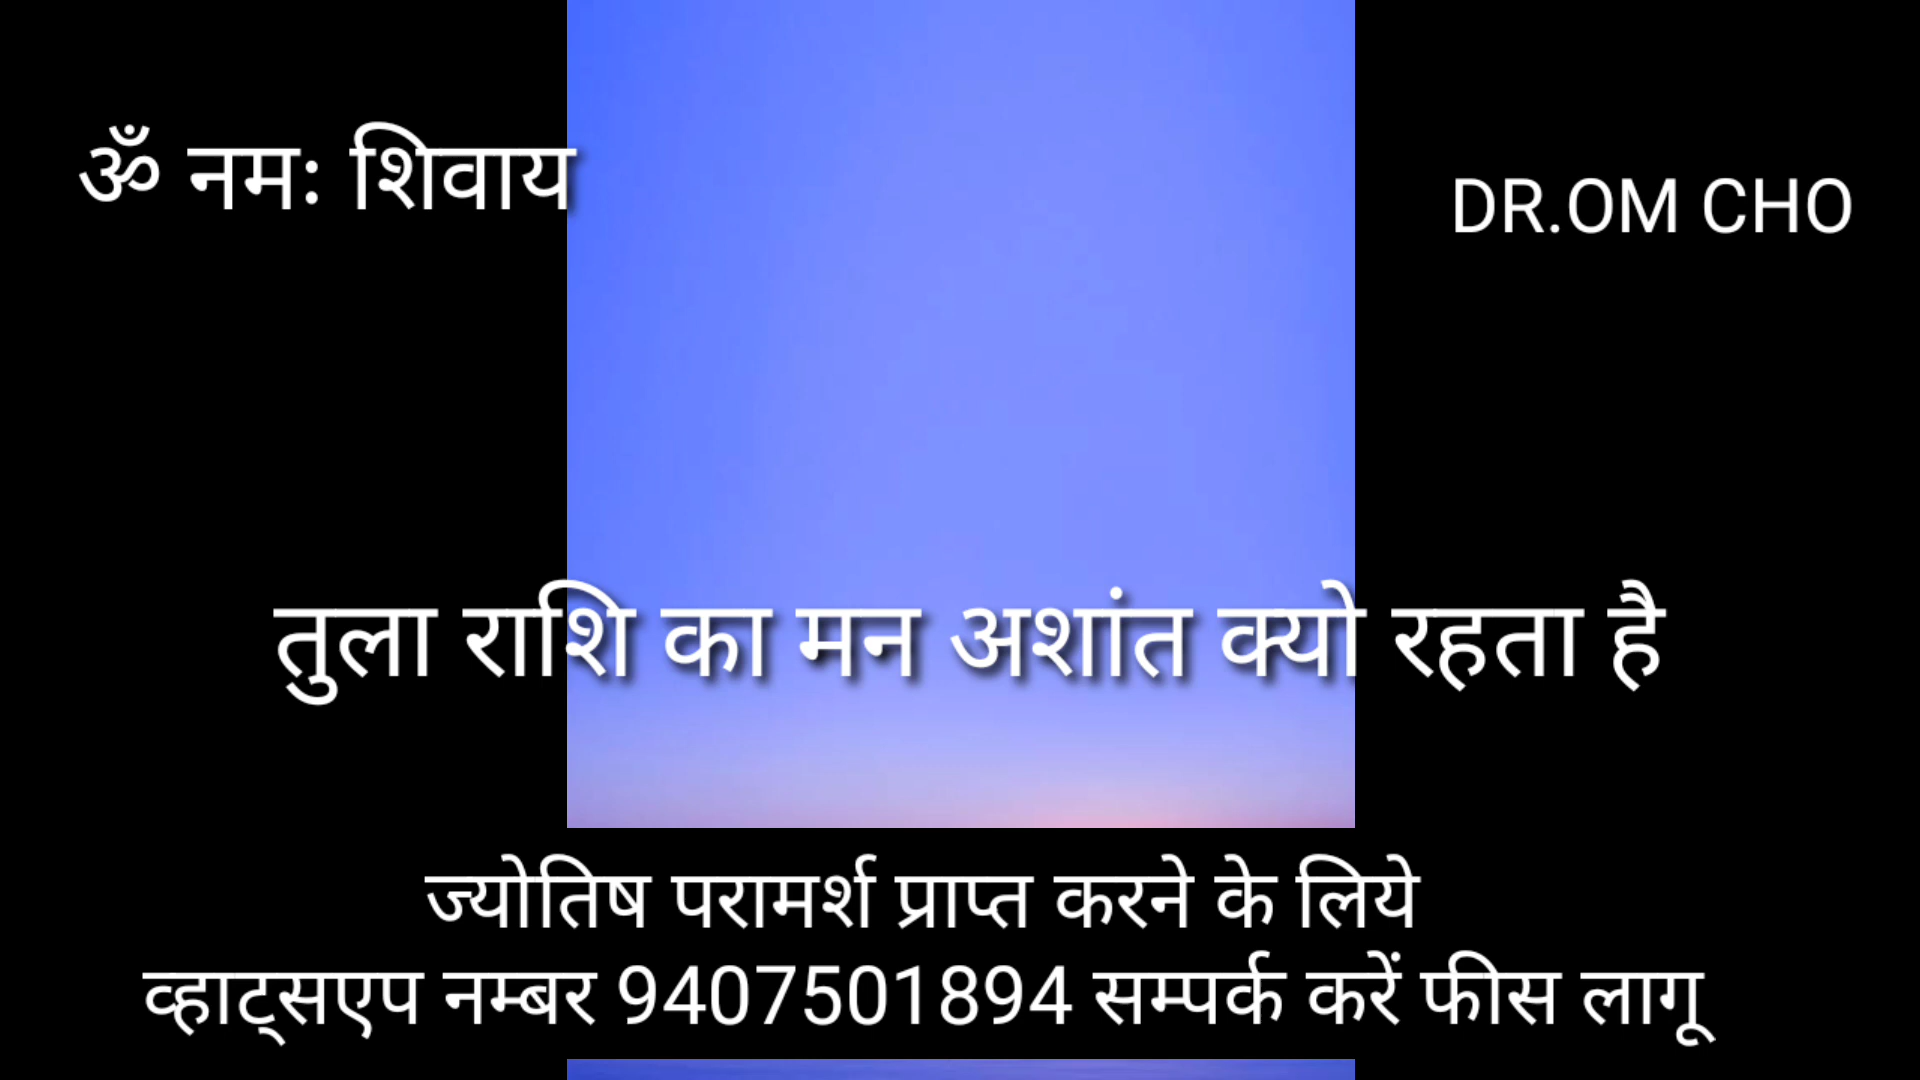 ॐ नमः शिवाय
DR.OM CHO
तुला राशि का मन अशांत क्यो रहता है
ज्योतिष परामर्श प्राप्त करने के लिये
व्हाट्सएप नम्बर 9407501894 सम्पर्क करें फीस लागू